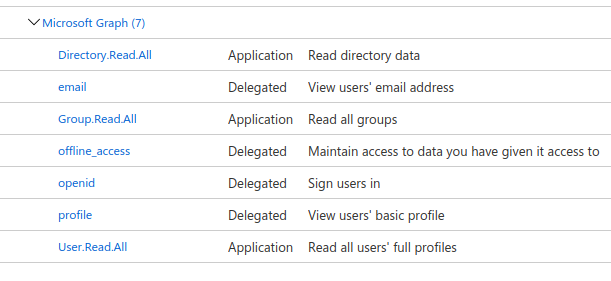 Microsoft Graph (7)
Directory.Read.All Application Read directory data
email Delegated View users' email address
Group.Read.All Application Read all groups
offline_access Delegated Maintain access to data you have given it access to
openid Delegated Sign users in
profile Delegated View users' basic profile
User.Read.All Application Read all users' full profiles